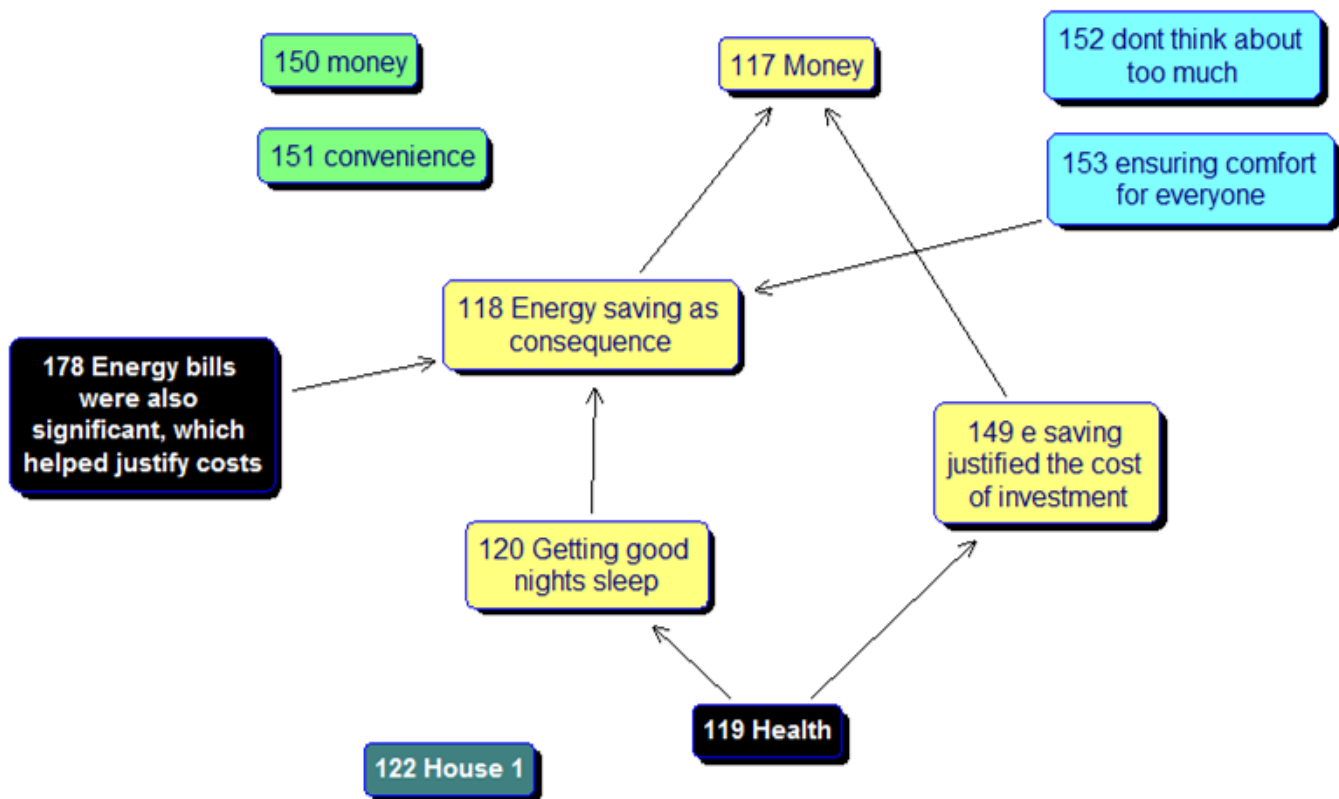 150 money
117 Money
152 dont think about
too much
151 convenience
153 ensuring comfort
for everyone
118 Energy saving as
consequence
178 Energy bills
were also
significant, which
helped justify costs
149 e saving
justified the cost
of investment
120 Getting good
nights sleep
119 Health
122 House 1